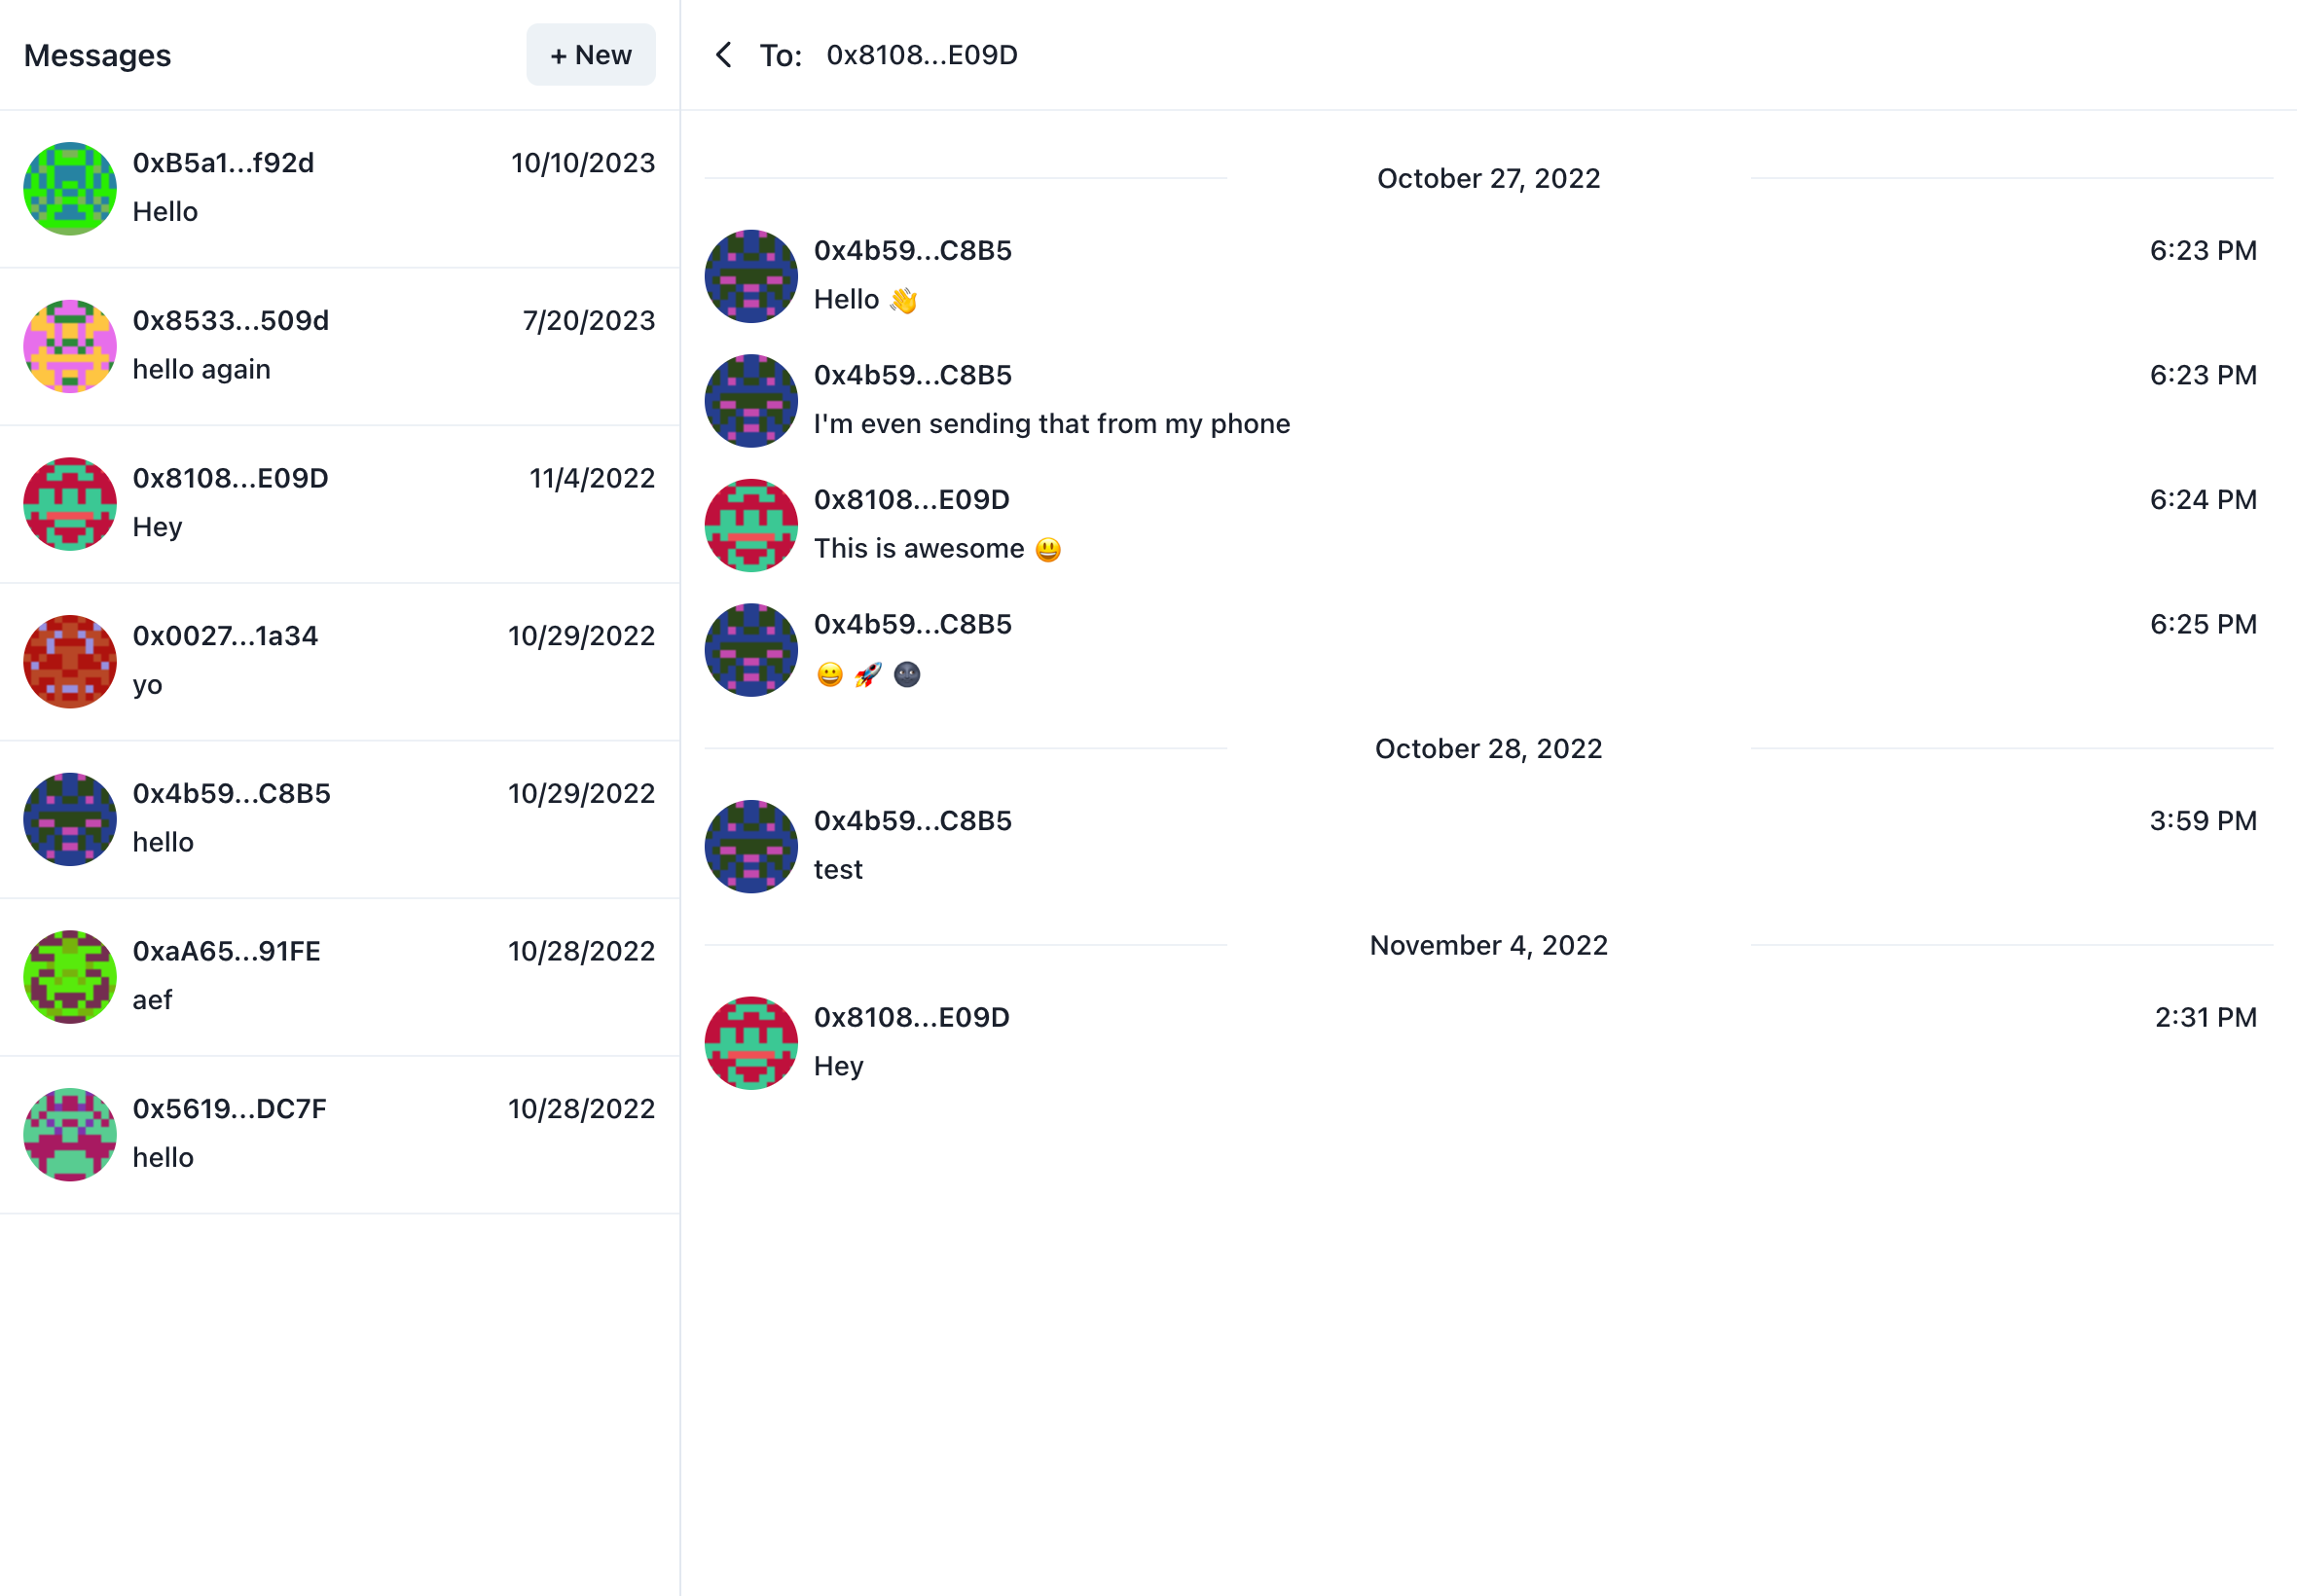 Messages
+ New
0xB5a1...f92d 10/10/2023
Hello
0x8533...509d 7/20/2023
hello again
0x8108...E09D 11/4/2022
Hey
0x0027...1a34 10/29/2022
yo
0x4b59...C8B5 10/29/2022
hello
0xaA65...91FE 10/28/2022
aef
0x5619...DC7F 10/28/2022
hello
To: 0x8108...E09D
October 27, 2022
0x4b59...C8B5 6:23 PM
Hello 👋
0x4b59...C8B5 6:23 PM
I'm even sending that from my phone
0x8108...E09D 6:24 PM
This is awesome 😃
0x4b59...C8B5 6:25 PM
😀 🚀 🌚
October 28, 2022
0x4b59...C8B5 3:59 PM
test
November 4, 2022
0x8108...E09D 2:31 PM
Hey